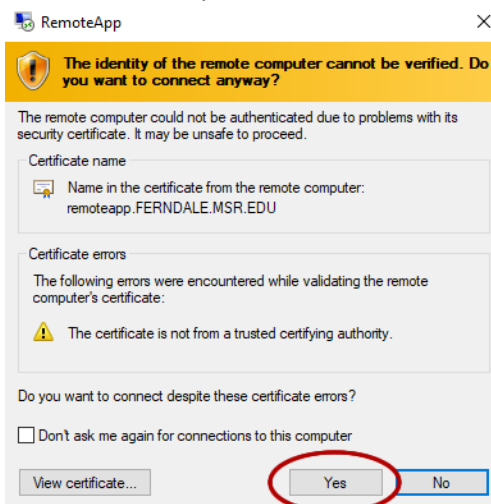 RemoteApp
The identity of the remote computer cannot be verified. Do
you want to connect anyway?
The remote computer could not be authenticated due to problems with its
security certificate. It may be unsafe to proceed.
Certificate name
Name in the certificate from the remote computer:
remoteapp.FERNDALE.MSR.EDU
Certificate errors
The following errors were encountered while validating the remote
computer's certificate:
The certificate is not from a trusted certifying authority.
Do you want to connect despite these certificate errors?
Don't ask me again for connections to this computer
View certificate...
Yes
No